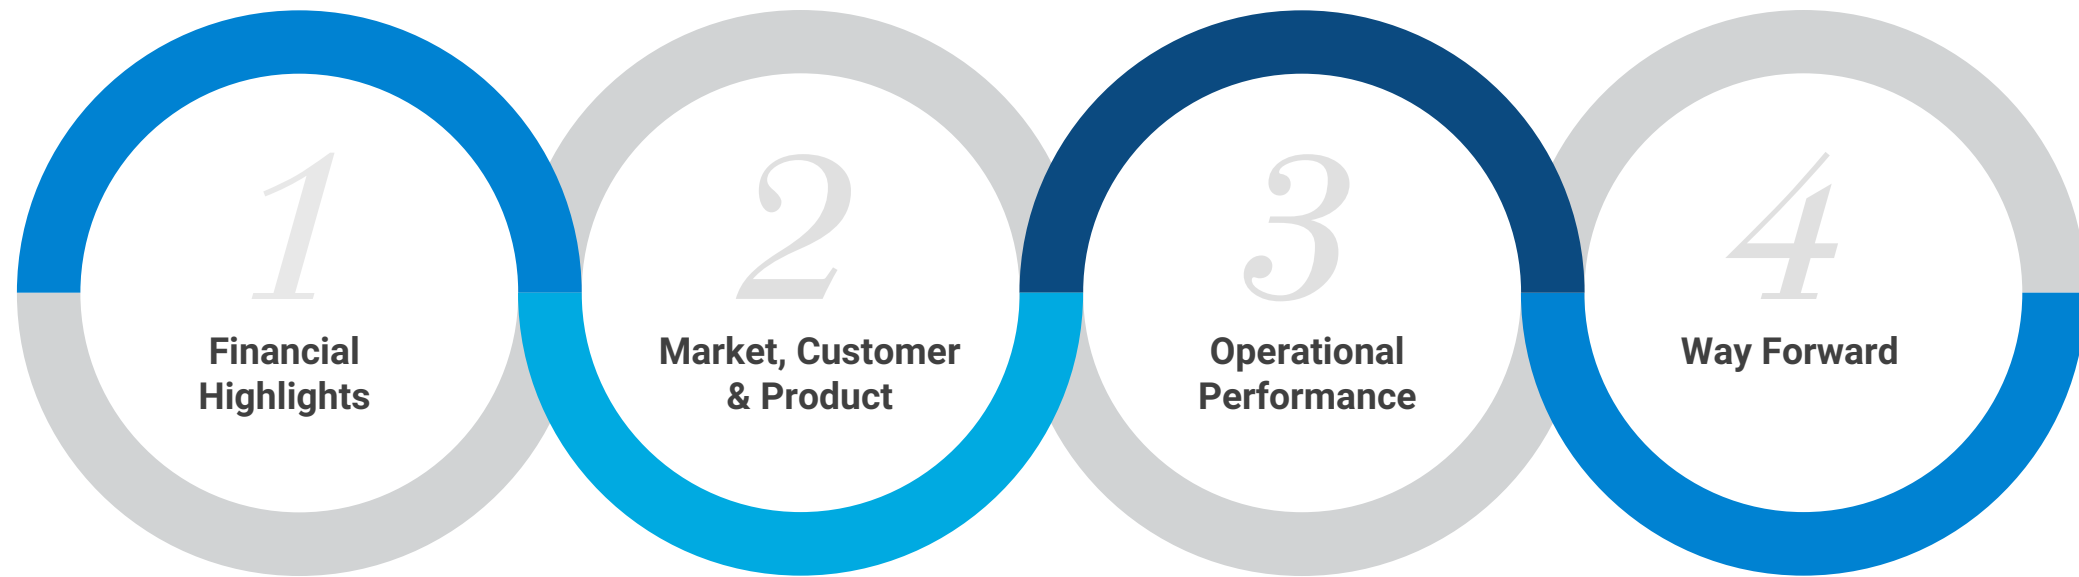 1
Financial
Highlights
2
Market, Customer
& Product
3
Operational
Performance
4
Way Forward